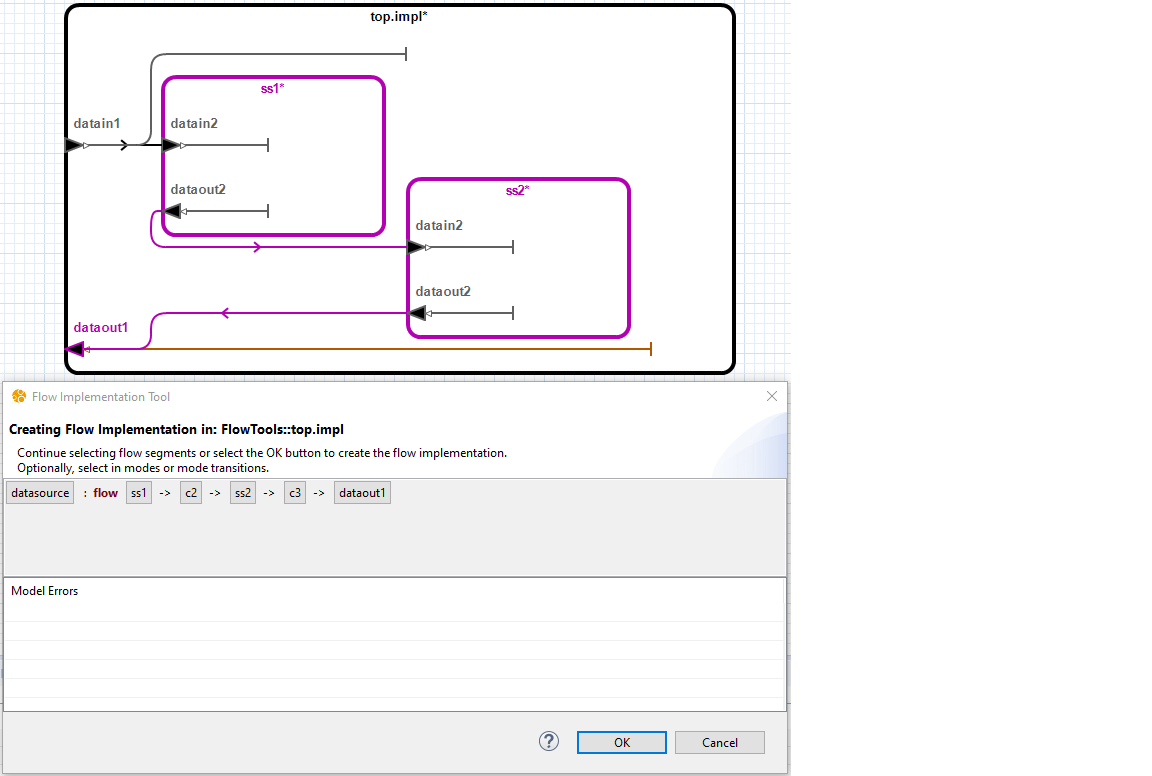 top.impl*
ss1*
datain1
datain2
dataout2
ss2*
datain2
dataout2
dataout1
Flow Implementation Tool
Creating Flow Implementation in: FlowTools::top.impl
Continue selecting flow segments or select the OK button to create the flow implementation.
Optionally, select in modes or mode transitions.
datasource : flow ss1 -> c2 -> ss2 -> c3 -> dataout1
Model Errors
? OK Cancel